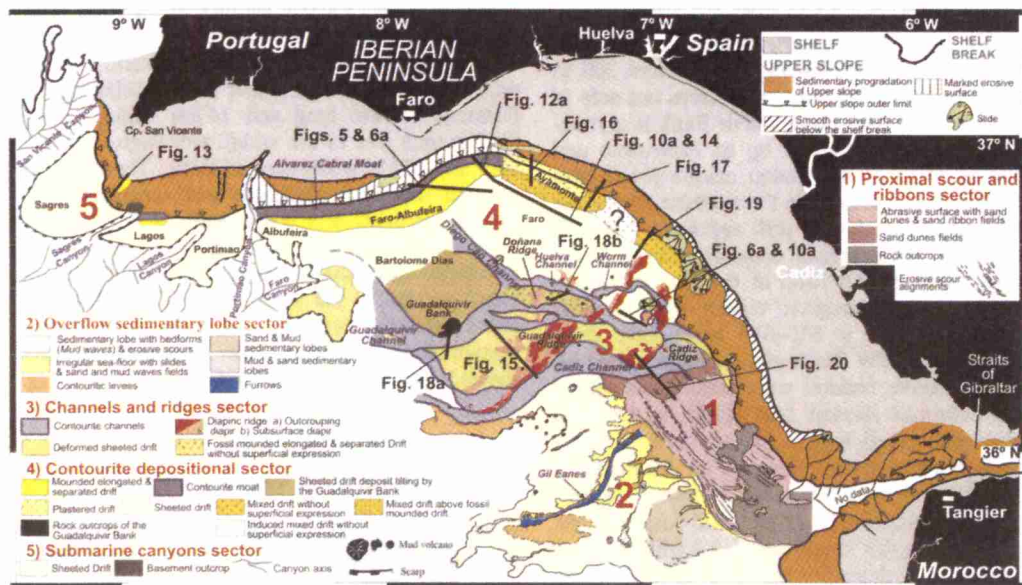 9° W
8° W
7° W
6° W
Portugal
IBERIAN
PENINSULA
Huelva
Spain
Faro
SHELF
SHELF
BREAK
UPPER SLOPE
Sedimentary progradation
of Upper slope
Marked erosive
surface
Upper slope outer limit
Smooth erosive surface
below the shelf break
Slide
37° N
San Vicente Canyon
Cp. San Vicente
Fig. 13
Figs. 5 & 6a
Alvarez Cabral Moat
Fig. 12a
Fig. 16
Fig. 10a & 14
Fig. 17
Fig. 19
Fig. 6a & 10a
Ayamonte
?
Sagres
5
Lagos
Portimao
Albufeira
Faro-Albufeira
4
Faro
Sagres
Canyon
Lagos
Canyon
Portimao Canyon
Faro
Canyon
Bartolome Dias
Diego Cao Channel
Doñana
Ridge
Huelva
Channel
Fig. 18b
Worm
Channel
Cadiz
1) Proximal scour and
ribbons sector
Abrasive surface with sand
dunes & sand ribbon fields
Sand dunes fields
Rock outcrops
Erosive scour
alignments
Guadalquivir
Bank
Guadalquivir
Channel
Guadalquivir
Ridge
3
Cadiz Channel
Cadiz
Ridge
Fig. 15
Fig. 18a
Fig. 20
Straits of
Gibraltar
1
36° N
Gil Eanes
2
No data
Tangier
Morocco
2) Overflow sedimentary lobe sector
Sedimentary lobe with bedforms
(Mud waves) & erosive scours
Sand & Mud
sedimentary lobes
Irregular sea-floor with slides
& sand and mud waves fields
Mud & sand sedimentary
lobes
Contouritic levees
Furrows
3) Channels and ridges sector
Contourite channels
Diapiric ridge a) Outcrouping
diapir b) Subsurface diapir
Deformed sheeted drift
Fossil mounded elongated & separated Drift
without superficial expression
4) Contourite depositional sector
Mounded elongated &
separated drift
Contourite moat
Sheeted drift deposit tilting by
the Guadalquivir Bank
Plastered drift
Sheeted drift
Mixed drift without
superficial expression
Mixed drift above fossil
mounded drift
Rock outcrops of the
Guadalquivir Bank
Induced mixed drift without
superficial expression
5) Submarine canyons sector
Mud volcano
Sheeted Drift
Basement outcrop
Canyon axis
Scarp